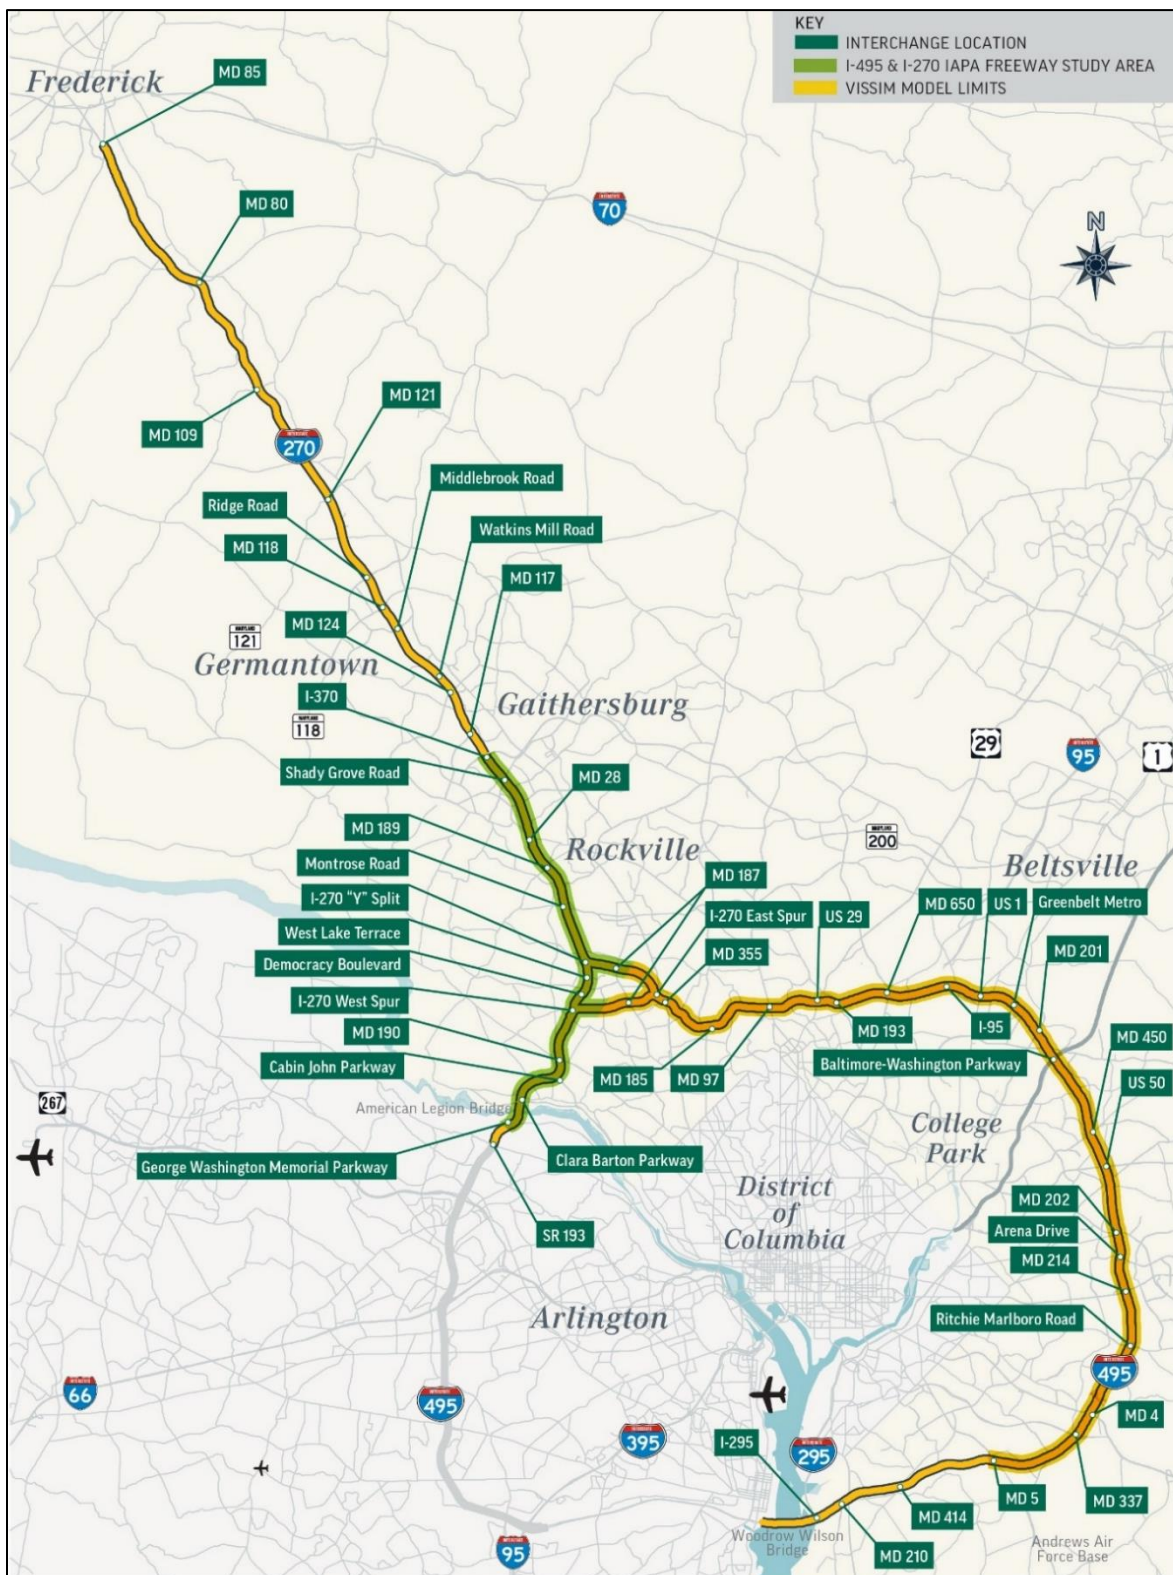 KEY
INTERCHANGE LOCATION
I-495 & I-270 IAPA FREEWAY STUDY AREA
VISSIM MODEL LIMITS
Frederick
MD 85
MD 80
70
N
MD 109
270
MD 121
Ridge Road
Middlebrook Road
MD 118
Watkins Mill Road
MD 124
MD 117
MARYLAND
121
Germantown
I-370
Gaithersburg
MARYLAND
118
Shady Grove Road
MD 28
29
95
1
MD 189
Rockville
MARYLAND
200
Montrose Road
MD 187
Beltsville
I-270 "Y" Split
I-270 East Spur
US 29
MD 650
US 1
Greenbelt Metro
West Lake Terrace
MD 355
MD 201
Democracy Boulevard
I-270 West Spur
MD 190
MD 193
I-95
MD 450
Cabin John Parkway
MD 185
MD 97
Baltimore-Washington Parkway
US 50
267
American Legion Bridge
College
Park
George Washington Memorial Parkway
Clara Barton Parkway
District
of
Columbia
MD 202
SR 193
Arena Drive
MD 214
Arlington
Ritchie Marlboro Road
66
495
INTERSTATE
495
395
MD 4
I-295
295
MD 5
MD 337
MD 414
Woodrow Wilson
Bridge
MD 210
Andrews Air
Force Base
95